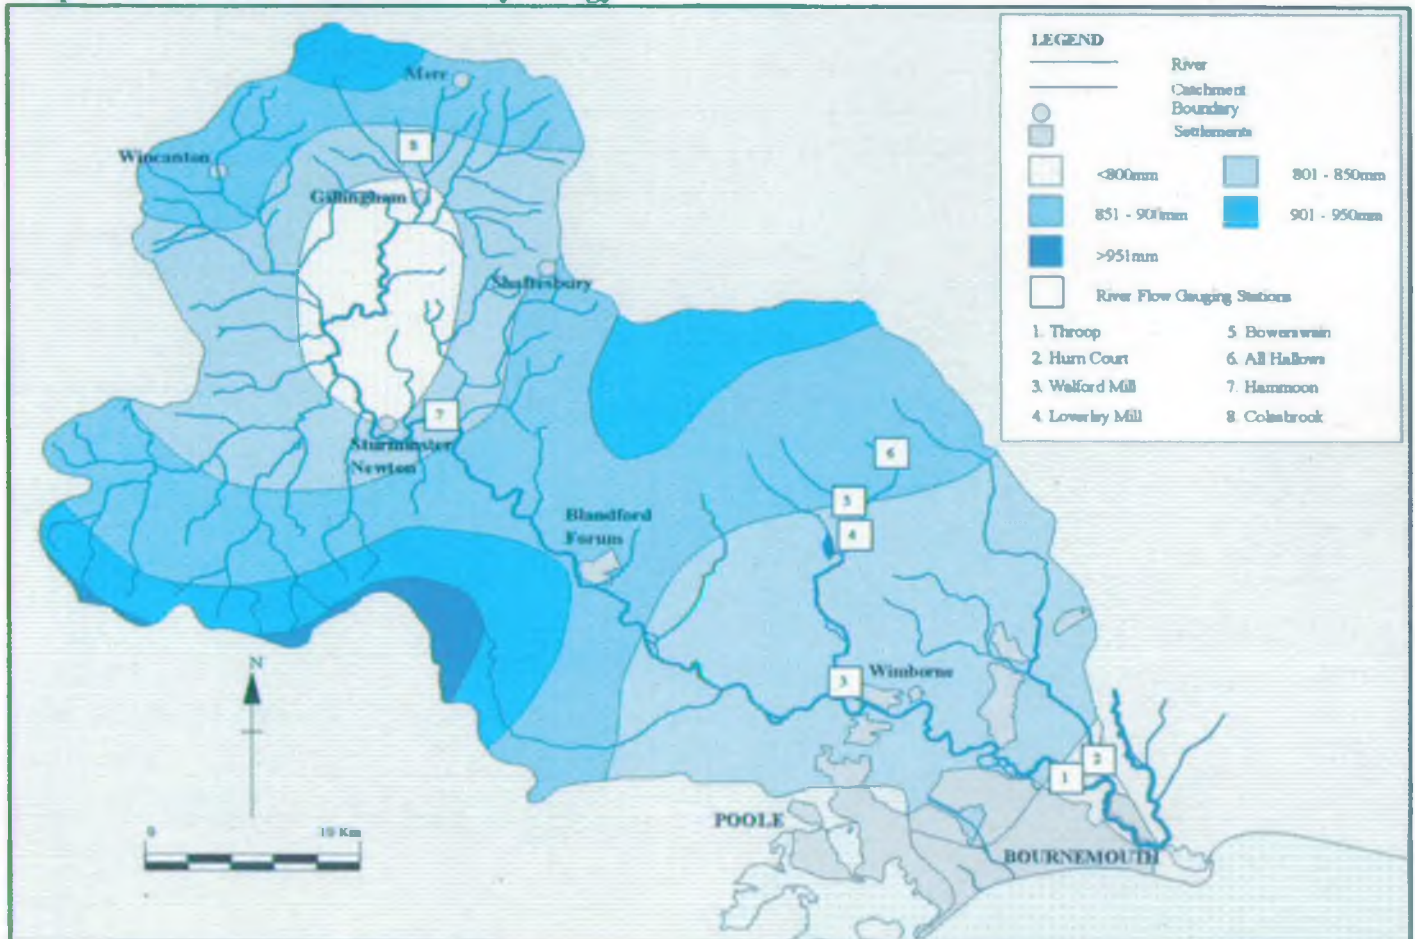 LEGEND
River
Catchment
Boundary
Settlements
<800mm
801 - 850mm
851 - 900mm
901 - 950mm
>951mm
River Flow Gauging Stations
1. Throop
5. Bowerswain
2. Hurn Court
6. All Hallows
3. Walford Mill
7. Hammoon
4. Loverley Mill
8. Colesbrook
Mere
8
Wincanton
Gillingham
Shaftesbury
7
Sturminster
Newton
6
5
Blandford
Forum
4
N
3
Wimborne
2
1
0
10 Km
POOLE
BOURNEMOUTH